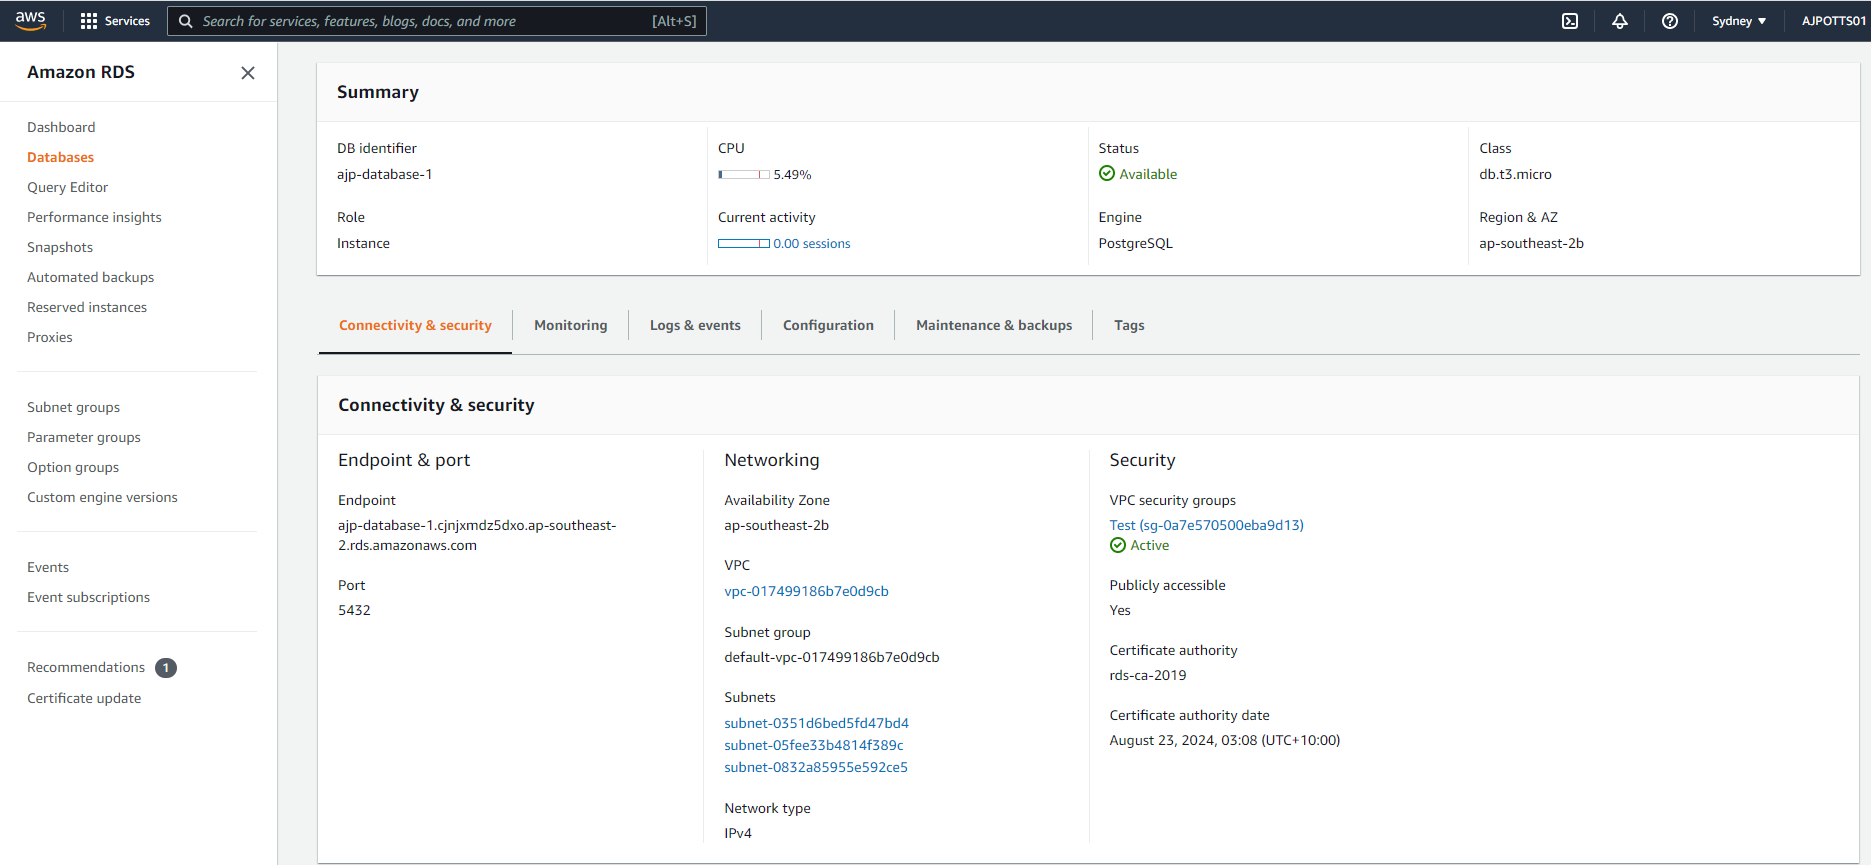 aws
Services
Search for services, features, blogs, docs, and more
[Alt+S]
Sydney
AJPOTTS01
Amazon RDS
Dashboard
Databases
Query Editor
Performance insights
Snapshots
Automated backups
Reserved instances
Proxies
Subnet groups
Parameter groups
Option groups
Custom engine versions
Events
Event subscriptions
Recommendations 1
Certificate update
Summary
DB identifier
ajp-database-1
Role
Instance
CPU
5.49%
Current activity
0.00 sessions
Status
Available
Engine
PostgreSQL
Class
db.t3.micro
Region & AZ
ap-southeast-2b
Connectivity & security
Monitoring
Logs & events
Configuration
Maintenance & backups
Tags
Connectivity & security
Endpoint & port
Endpoint
ajp-database-1.cjnjxmdz5dxo.ap-southeast-
2.rds.amazonaws.com
Port
5432
Networking
Availability Zone
ap-southeast-2b
VPC
vpc-017499186b7e0d9cb
Subnet group
default-vpc-017499186b7e0d9cb
Subnets
subnet-0351d6bed5fd47bd4
subnet-05fee33b4814f389c
subnet-0832a85955e592ce5
Network type
IPv4
Security
VPC security groups
Test (sg-0a7e570500eba9d13)
Active
Publicly accessible
Yes
Certificate authority
rds-ca-2019
Certificate authority date
August 23, 2024, 03:08 (UTC+10:00)